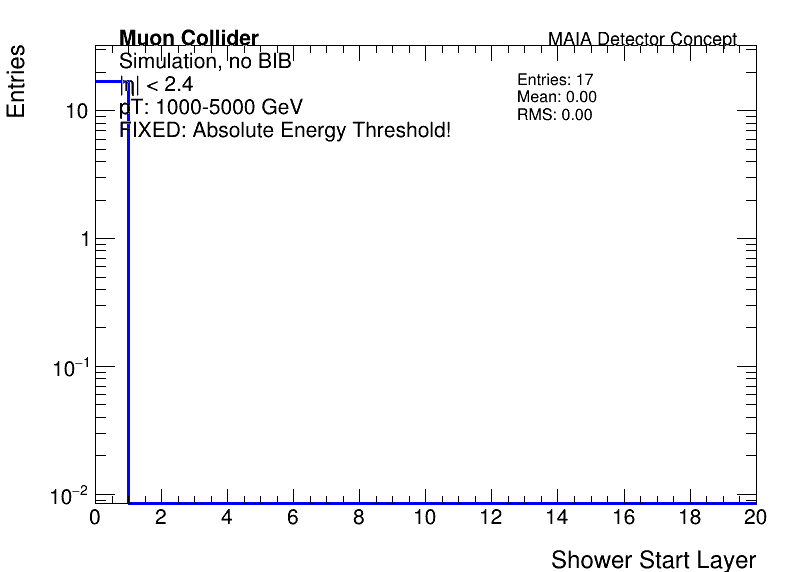 Muon Collider
MAIA Detector Concept
Simulation, no BIB
|η| < 2.4
pT: 1000-5000 GeV
FIXED: Absolute Energy Threshold!
Entries: 17
Mean: 0.00
RMS: 0.00
Entries
10
1
10⁻¹
10⁻²
0 2 4 6 8 10 12 14 16 18 20
Shower Start Layer